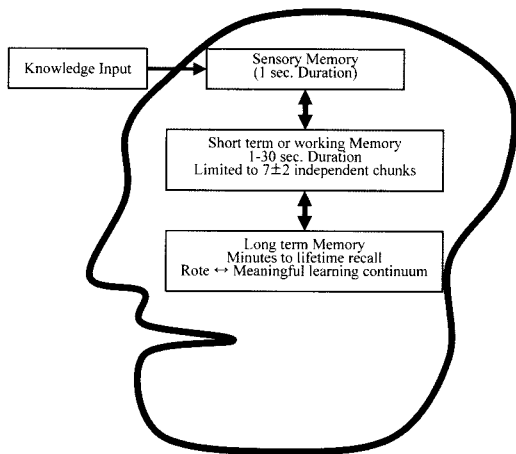 Knowledge Input
Sensory Memory
(1 sec. Duration)
Short term or working Memory
1-30 sec. Duration
Limited to 7±2 independent chunks
Long term Memory
Minutes to lifetime recall
Rote ↔ Meaningful learning continuum